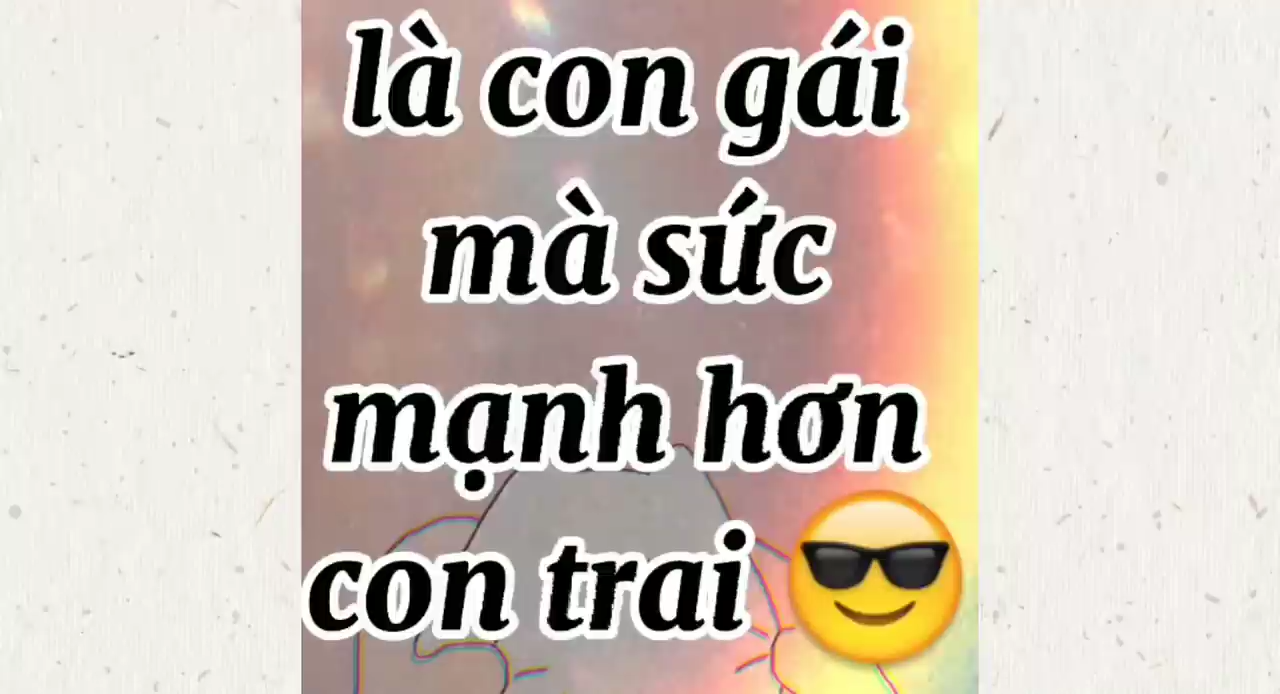 là con gái
mà sức
mạnh hơn
con trai 😎